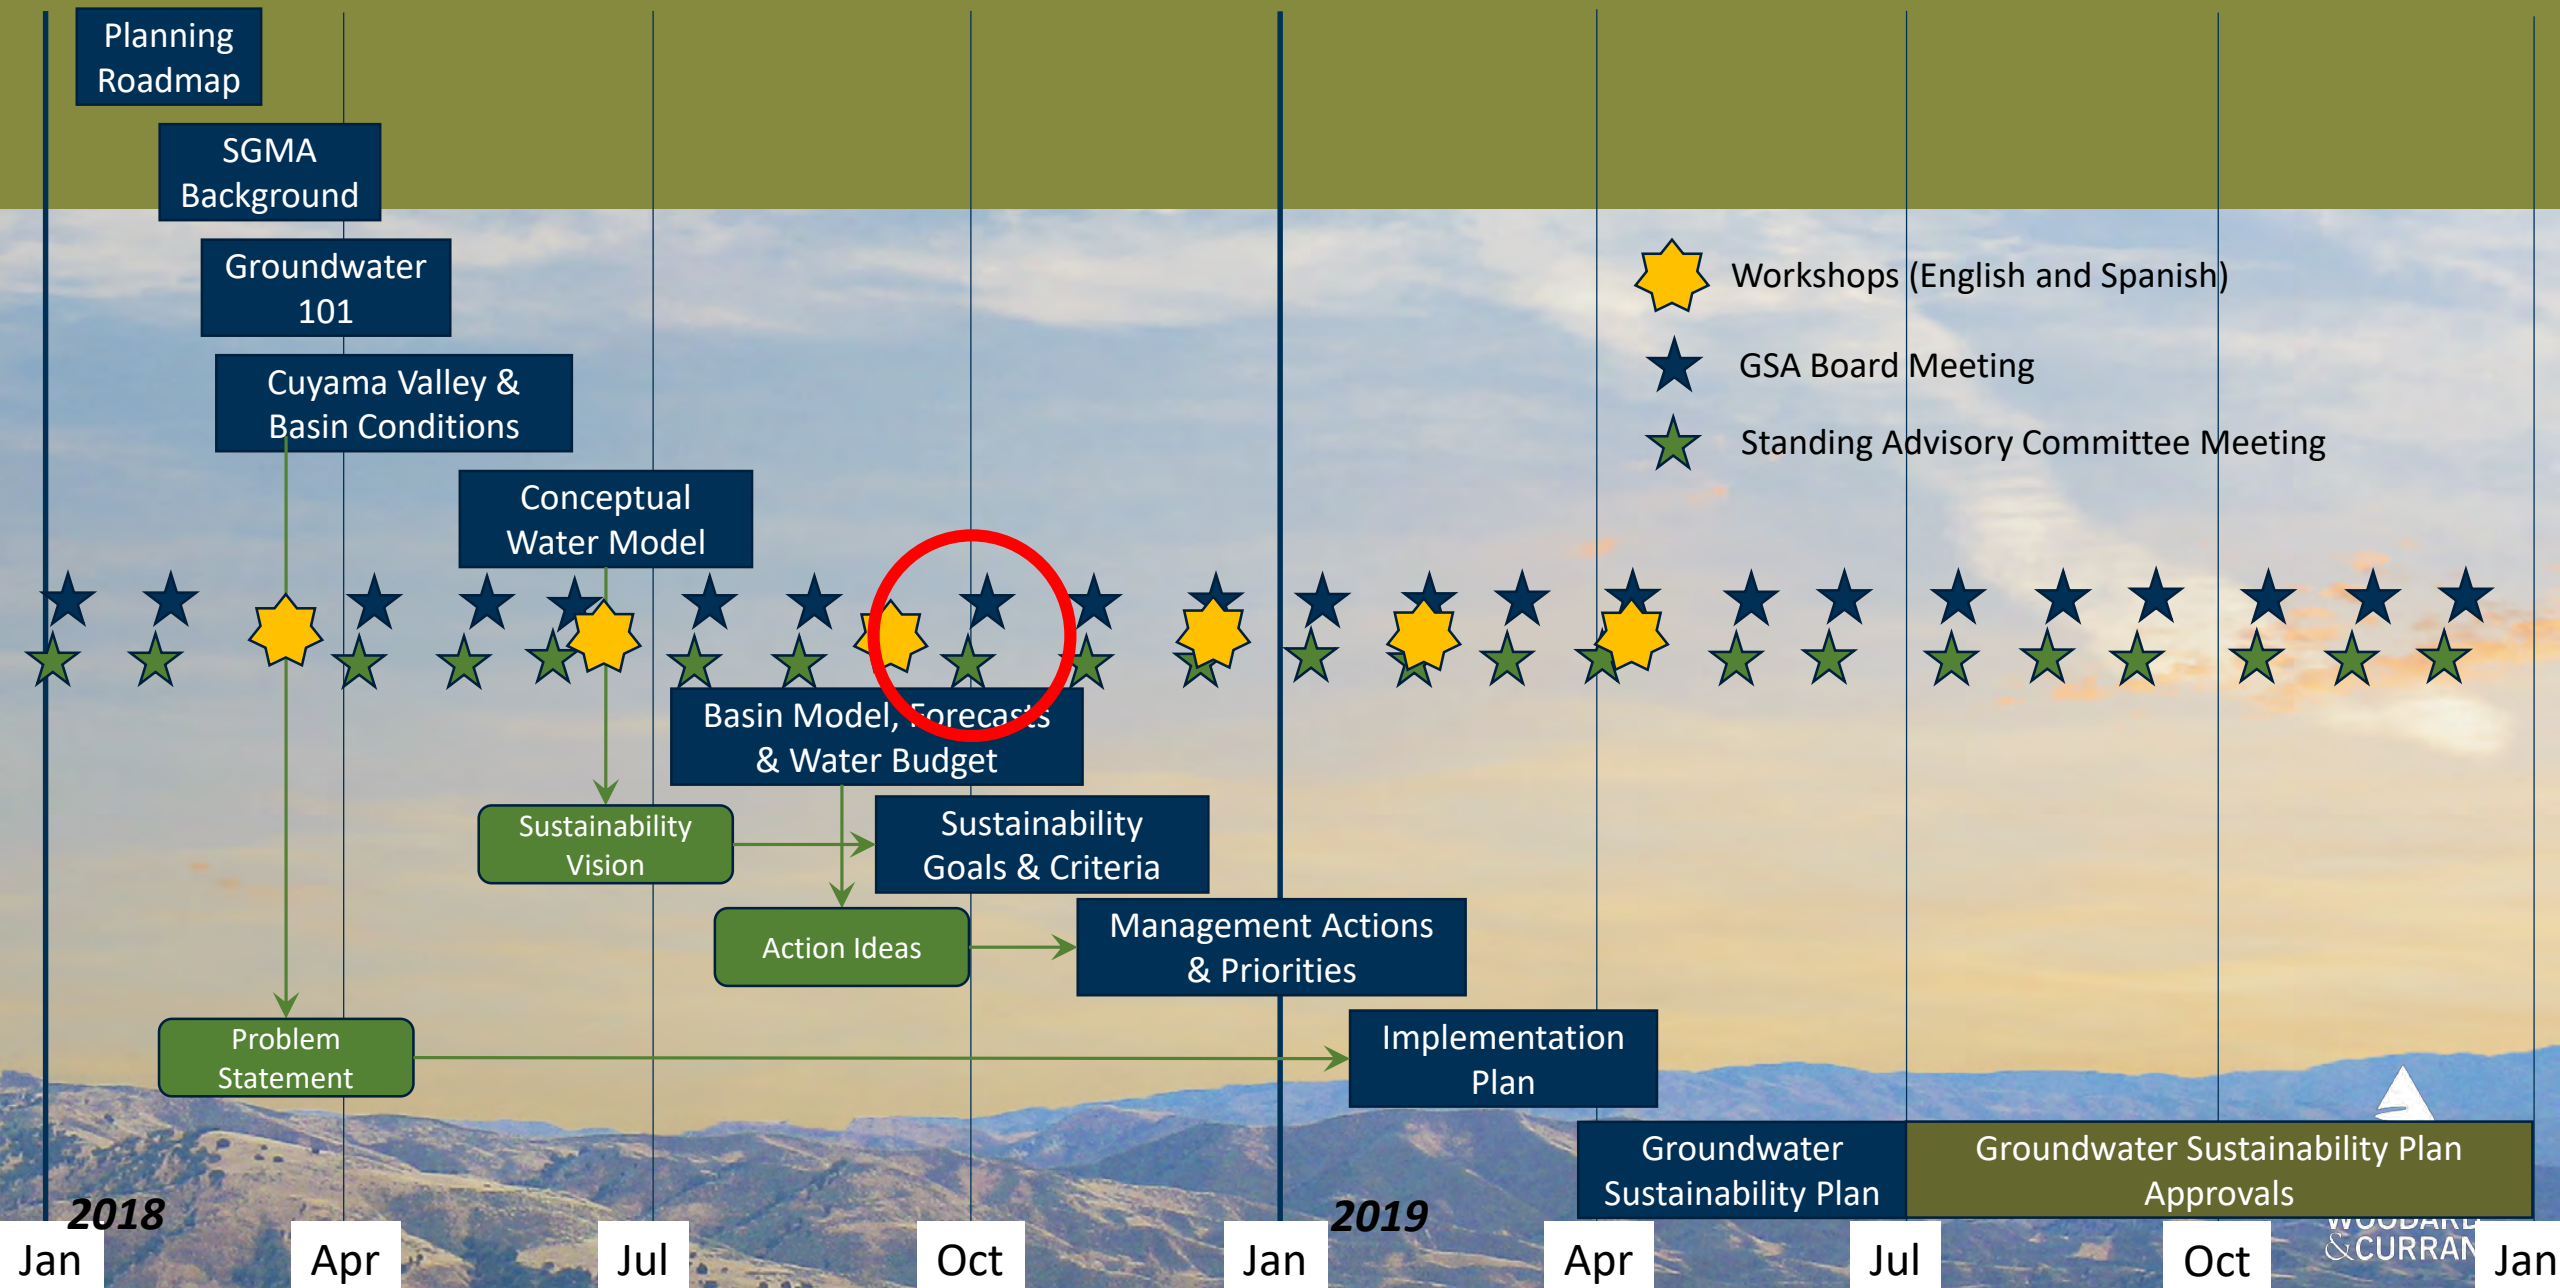 Planning
Roadmap
SGMA
Background
Groundwater
101
Cuyama Valley &
Basin Conditions
Conceptual
Water Model
Workshops (English and Spanish)
GSA Board Meeting
Standing Advisory Committee Meeting
Basin Model, Forecasts
& Water Budget
Sustainability
Vision
Sustainability
Goals & Criteria
Action Ideas
Management Actions
& Priorities
Problem
Statement
Implementation
Plan
Groundwater
Sustainability Plan
Groundwater Sustainability Plan
Approvals
2018
2019
WOODARD
& CURRAN
Jan
Apr
Jul
Oct
Jan
Apr
Jul
Oct
Jan